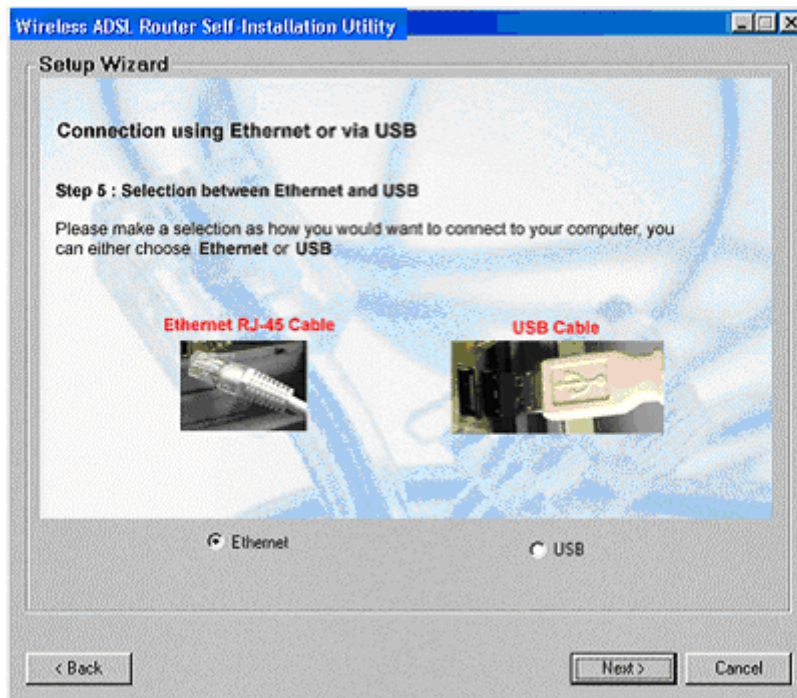 Wireless ADSL Router Self-Installation Utility
Setup Wizard
Connection using Ethernet or via USB
Step 5 : Selection between Ethernet and USB
Please make a selection as how you would want to connect to your computer, you
can either choose Ethernet or USB
Ethernet RJ-45 Cable
USB Cable
Ethernet
USB
< Back
Next >
Cancel